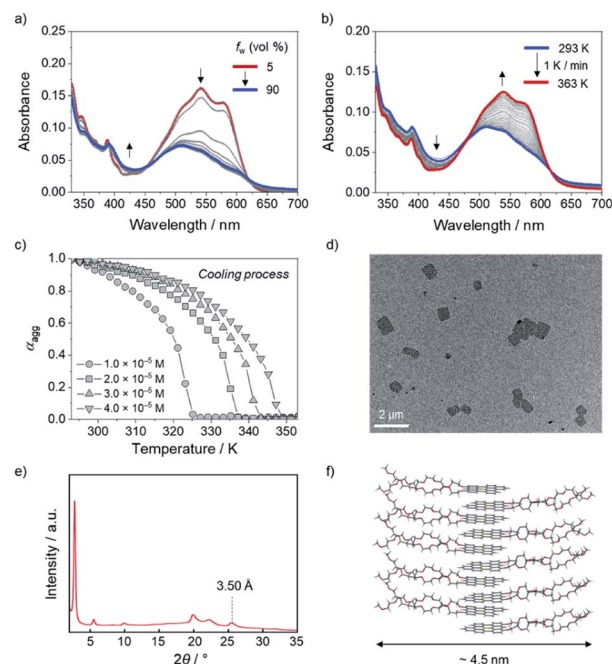 a)
0.25
0.20
0.15
0.10
0.05
0.00
Absorbance
fw (vol %)
5
90
350 400 450 500 550 600 650 700
Wavelength / nm
b)
0.20
0.15
0.10
0.05
0.00
Absorbance
293 K
1 K / min
363 K
350 400 450 500 550 600 650 700
Wavelength / nm
c)
1.0
0.8
0.6
0.4
0.2
0.0
αagg
Cooling process
1.0 × 10⁻⁵ M
2.0 × 10⁻⁵ M
3.0 × 10⁻⁵ M
4.0 × 10⁻⁵ M
300 310 320 330 340 350
Temperature / K
d)
2 μm
e)
Intensity / a.u.
3.50 Å
5 10 15 20 25 30 35
2θ / °
f)
~ 4.5 nm